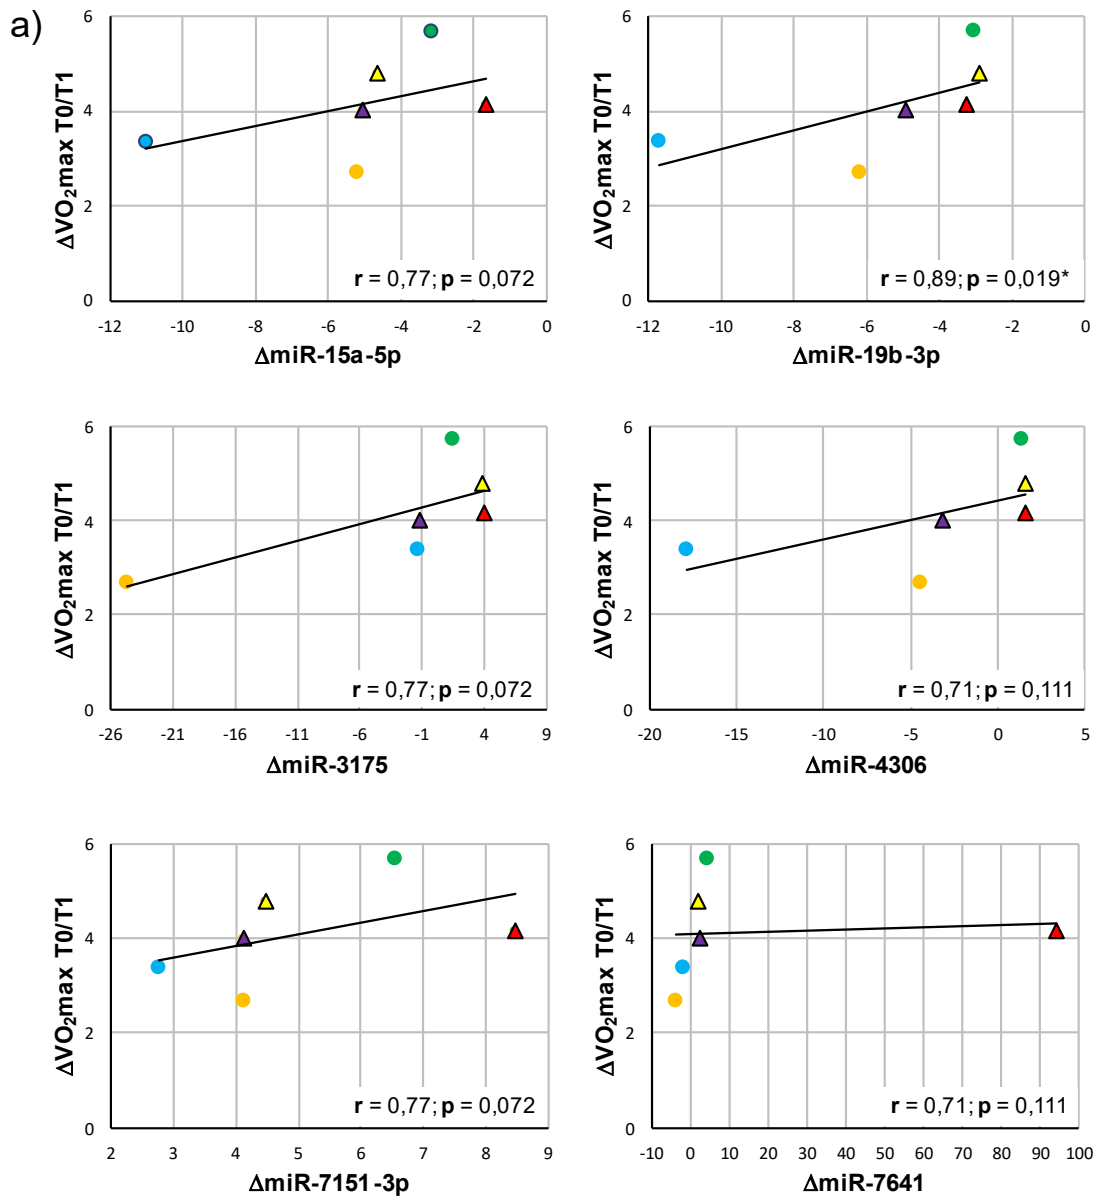 a)
6
4
2
0
ΔVO₂max T0/T1
-12 -10 -8 -6 -4 -2 0
ΔmiR-15a-5p
r = 0,77; p = 0,072
6
4
2
0
ΔVO₂max T0/T1
-12 -10 -8 -6 -4 -2 0
ΔmiR-19b-3p
r = 0,89; p = 0,019*
6
4
2
0
ΔVO₂max T0/T1
-26 -21 -16 -11 -6 -1 4 9
ΔmiR-3175
r = 0,77; p = 0,072
6
4
2
0
ΔVO₂max T0/T1
-20 -15 -10 -5 0 5
ΔmiR-4306
r = 0,71; p = 0,111
6
4
2
0
ΔVO₂max T0/T1
2 3 4 5 6 7 8 9
ΔmiR-7151-3p
r = 0,77; p = 0,072
6
4
2
0
ΔVO₂max T0/T1
-10 0 10 20 30 40 50 60 70 80 90 100
ΔmiR-7641
r = 0,71; p = 0,111